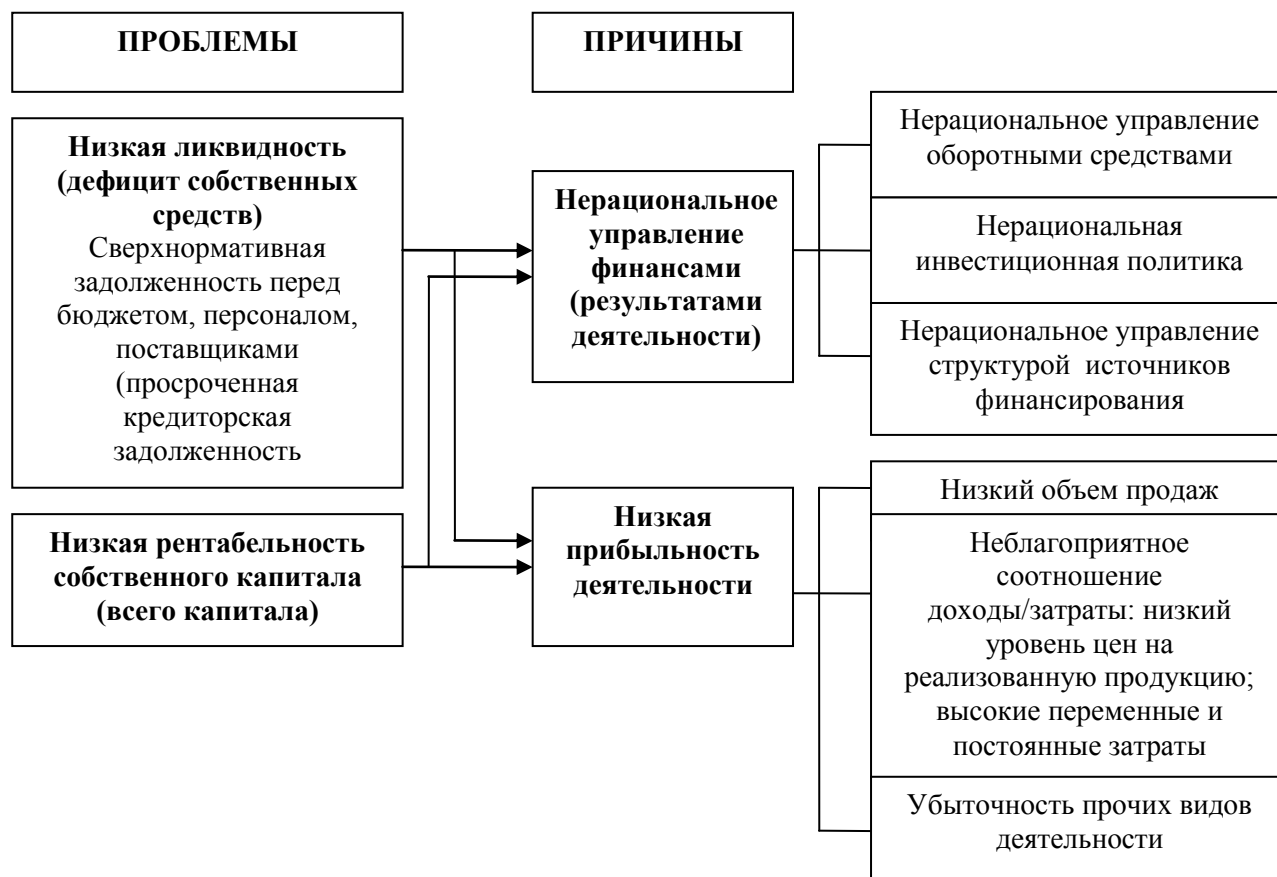 ПРОБЛЕМЫ
ПРИЧИНЫ
Низкая ликвидность
(дефицит собственных
средств)
Сверхнормативная
задолженность перед
бюджетом, персоналом,
поставщиками
(просроченная
кредиторская
задолженность
Низкая рентабельность
собственного капитала
(всего капитала)
Нерациональное
управление
финансами
(результатами
деятельности)
Низкая
прибыльность
деятельности
Нерациональное управление
оборотными средствами
Нерациональная
инвестиционная политика
Нерациональное управление
структурой источников
финансирования
Низкий объем продаж
Неблагоприятное
соотношение
доходы/затраты: низкий
уровень цен на
реализованную продукцию;
высокие переменные и
постоянные затраты
Убыточность прочих видов
деятельности